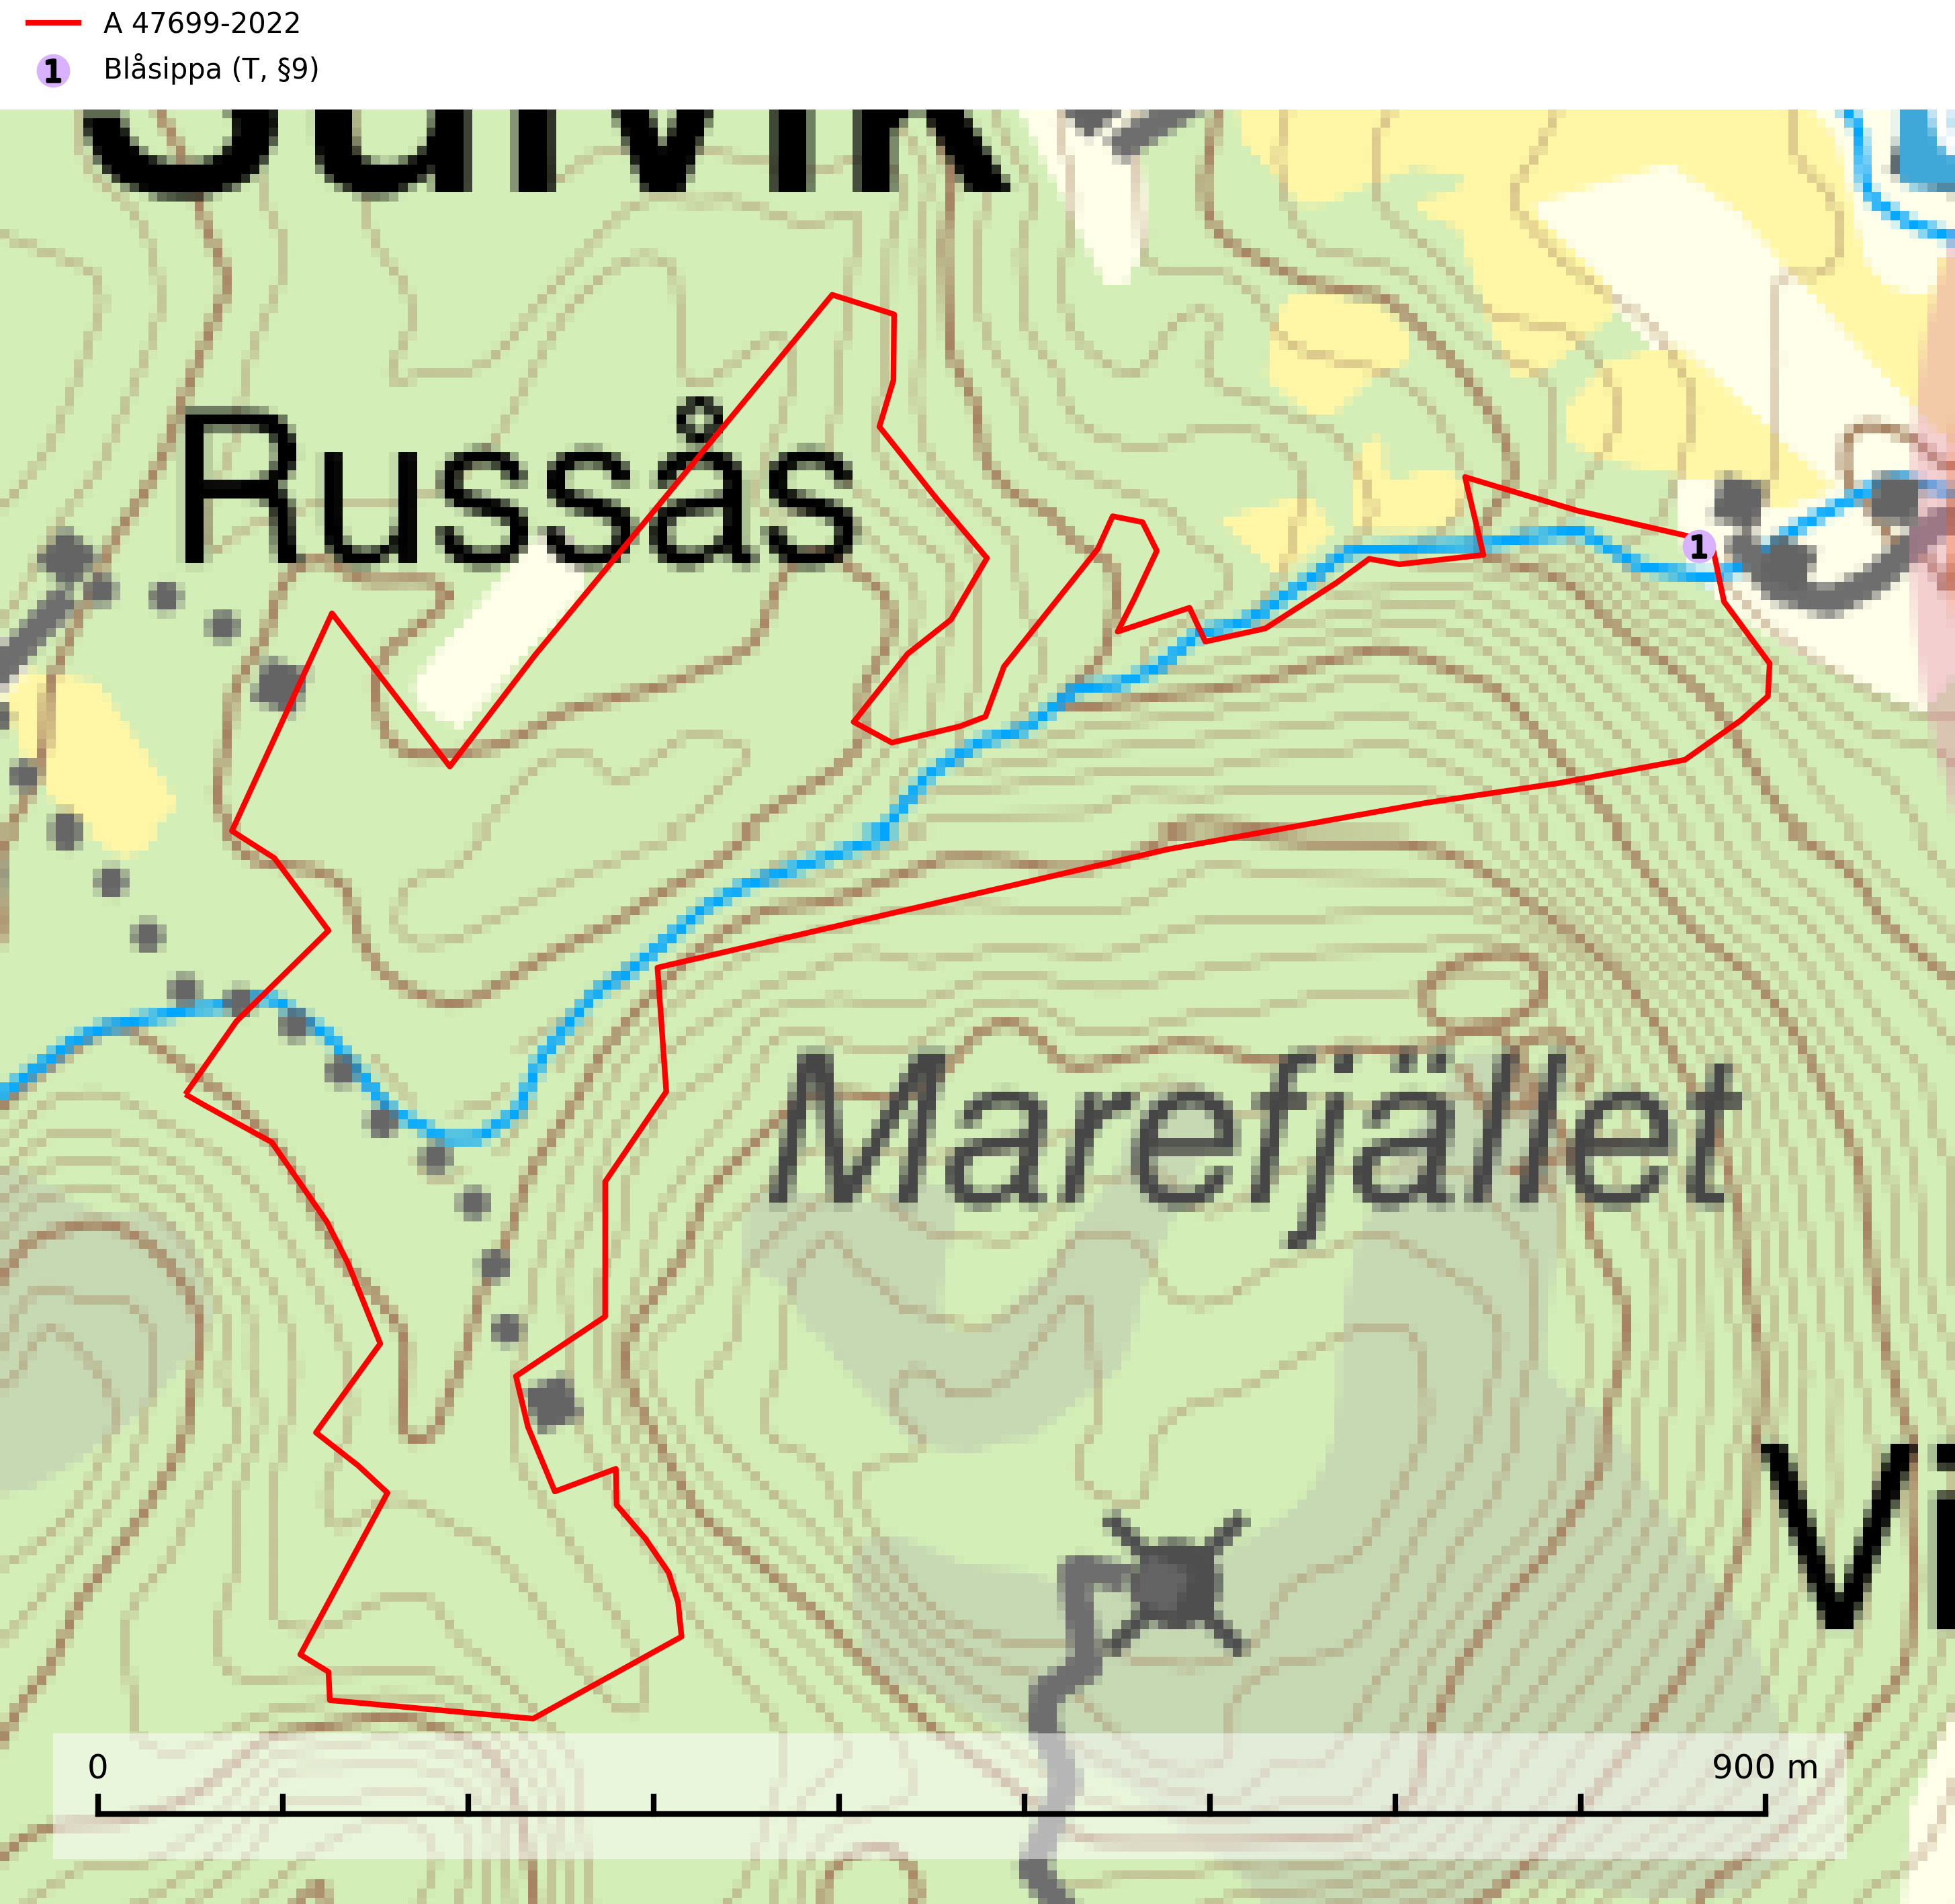 A 47699-2022
1 Blåsippa (T, §9)
Russås
1
Marefjället
0 900 m